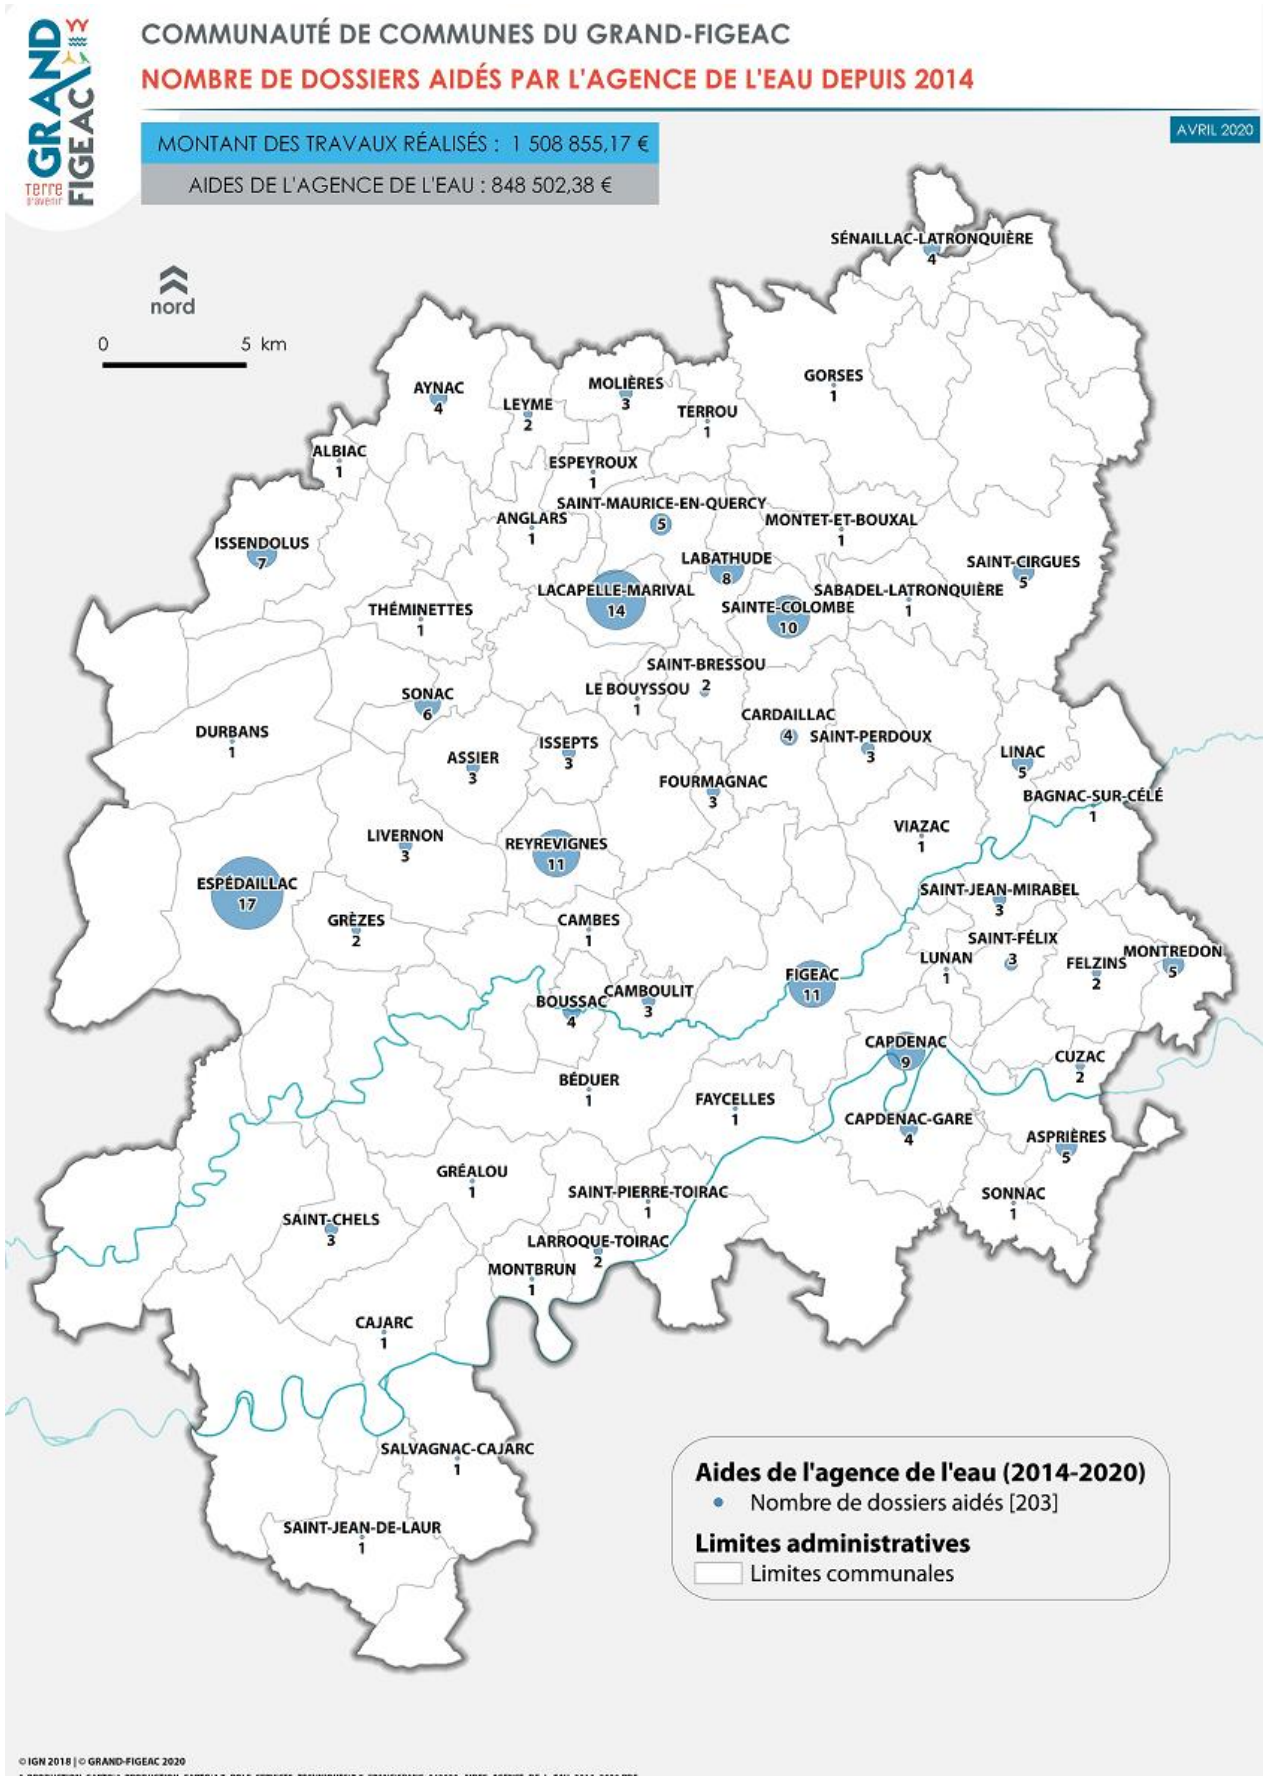 GRAND
FIGEAC
Terre
d'avenir
COMMUNAUTÉ DE COMMUNES DU GRAND-FIGEAC
NOMBRE DE DOSSIERS AIDÉS PAR L'AGENCE DE L'EAU DEPUIS 2014
AVRIL 2020
MONTANT DES TRAVAUX RÉALISÉS : 1 508 855,17 €
AIDES DE L'AGENCE DE L'EAU : 848 502,38 €
nord
0 5 km
SÉNAILLAC-LATRONQUIÈRE
4
GORSES
1
AYNAC
4
LEYME
2
MOLIÈRES
3
TERROU
1
ALBIAC
1
ESPEYROUX
1
SAINT-MAURICE-EN-QUERCY
5
ANGLARS
1
MONTET-ET-BOUXAL
1
ISSENDOLUS
7
LABATHUDE
8
SAINT-CIRGUES
5
LACAPELLE-MARIVAL
14
SABADEL-LATRONQUIÈRE
1
THÉMINETTES
1
SAINTE-COLOMBE
10
SAINT-BRESSOU
2
LE BOUYSSOU
1
SONAC
6
CARDAILLAC
4
SAINT-PERDOUX
3
DURBANS
1
ISSEPTS
3
ASSIER
3
LINAC
5
FOURMAGNAC
3
BAGNAC-SUR-CÉLÉ
1
VIAZAC
1
LIVERNON
3
REYREVIGNES
11
ESPÉDAILLAC
17
SAINT-JEAN-MIRABEL
3
GRÈZES
2
CAMBES
1
SAINT-FÉLIX
3
LUNAN
1
FELZINS
2
MONTREDON
5
FIGEAC
11
CAMBOULIT
3
BOUSSAC
4
CAPDENAC
9
CUZAC
2
BÉDUER
1
FAYCELLES
1
CAPDENAC-GARE
4
ASPRIÈRES
5
GRÉALOU
1
SAINT-PIERRE-TOIRAC
1
SONNAC
1
SAINT-CHELS
3
LARROQUE-TOIRAC
2
MONTBRUN
1
CAJARC
1
SALVAGNAC-CAJARC
1
SAINT-JEAN-DE-LAUR
1
Aides de l'agence de l'eau (2014-2020)
Nombre de dossiers aidés [203]
Limites administratives
Limites communales
© IGN 2018 | © GRAND-FIGEAC 2020